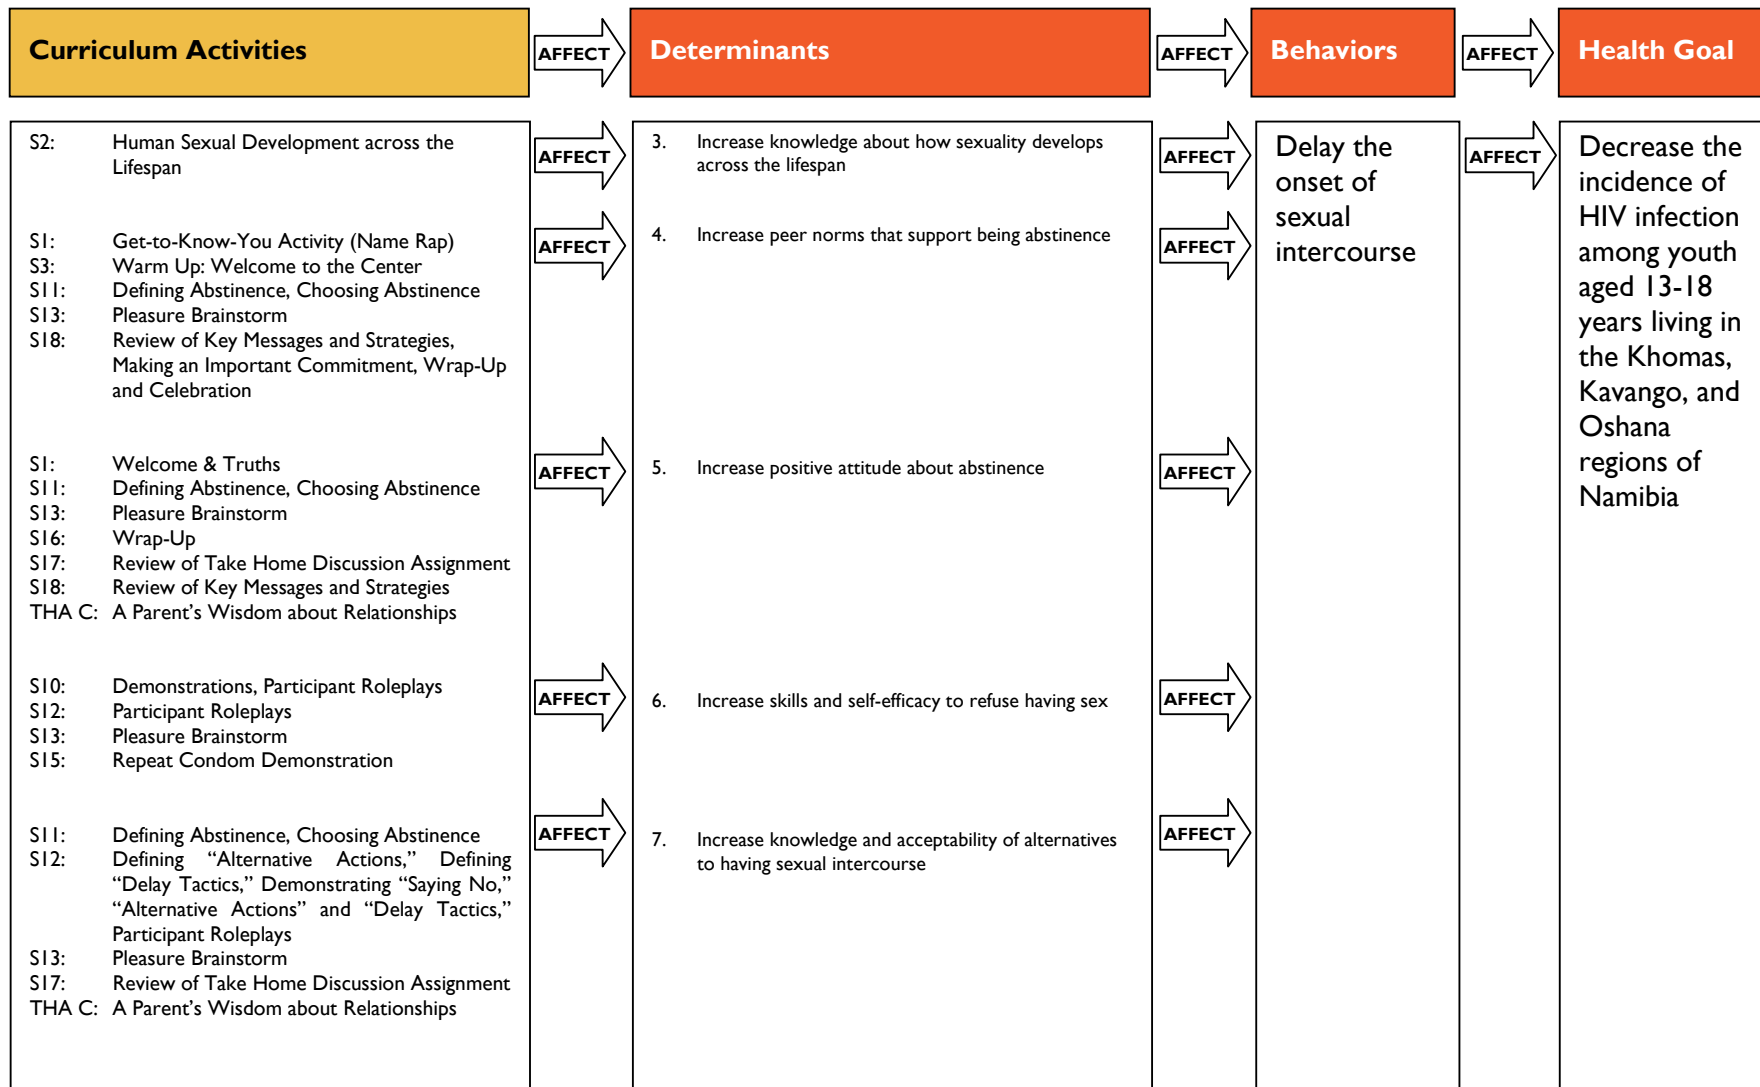 Curriculum Activities
AFFECT
Determinants
AFFECT
Behaviors
AFFECT
Health Goal
S2: Human Sexual Development across the
Lifespan
AFFECT
3. Increase knowledge about how sexuality develops
across the lifespan
AFFECT
Delay the
onset of
sexual
intercourse
AFFECT
Decrease the
incidence of
HIV infection
among youth
aged 13-18
years living in
the Khomas,
Kavango, and
Oshana
regions of
Namibia
S1: Get-to-Know-You Activity (Name Rap)
S3: Warm Up: Welcome to the Center
S11: Defining Abstinence, Choosing Abstinence
S13: Pleasure Brainstorm
S18: Review of Key Messages and Strategies,
Making an Important Commitment, Wrap-Up
and Celebration
AFFECT
4. Increase peer norms that support being abstinence
AFFECT
S1: Welcome & Truths
S11: Defining Abstinence, Choosing Abstinence
S13: Pleasure Brainstorm
S16: Wrap-Up
S17: Review of Take Home Discussion Assignment
S18: Review of Key Messages and Strategies
THA C: A Parent’s Wisdom about Relationships
AFFECT
5. Increase positive attitude about abstinence
AFFECT
S10: Demonstrations, Participant Roleplays
S12: Participant Roleplays
S13: Pleasure Brainstorm
S15: Repeat Condom Demonstration
AFFECT
6. Increase skills and self-efficacy to refuse having sex
AFFECT
S11: Defining Abstinence, Choosing Abstinence
S12: Defining “Alternative Actions,” Defining
“Delay Tactics,” Demonstrating “Saying No,”
“Alternative Actions” and “Delay Tactics,”
Participant Roleplays
S13: Pleasure Brainstorm
S17: Review of Take Home Discussion Assignment
THA C: A Parent’s Wisdom about Relationships
AFFECT
7. Increase knowledge and acceptability of alternatives
to having sexual intercourse
AFFECT